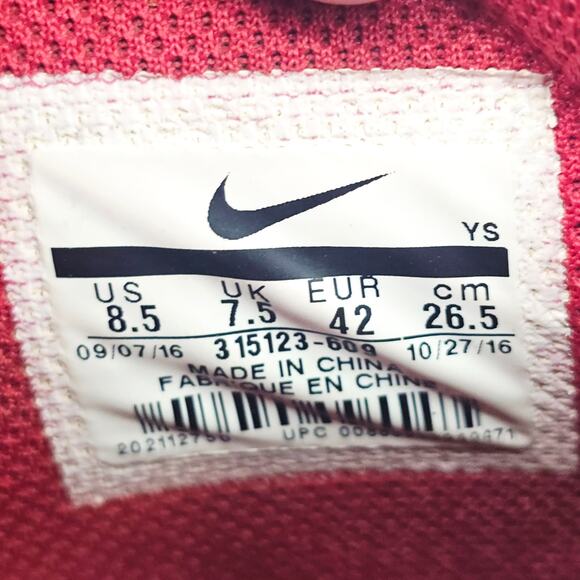 YS
US UK EUR cm
8.5 7.5 42 26.5
09/07/16 315123-609 10/27/16
MADE IN CHINA
FABRIQUE EN CHINE
UPC